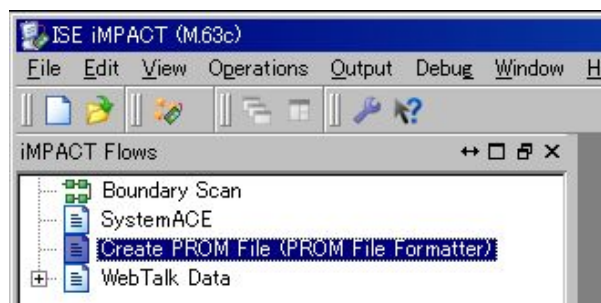 ISE iMPACT (M.63c)
File Edit View Operations Output Debug Window H
iMPACT Flows
Boundary Scan
SystemACE
Create PROM File (PROM File Formatter)
WebTalk Data